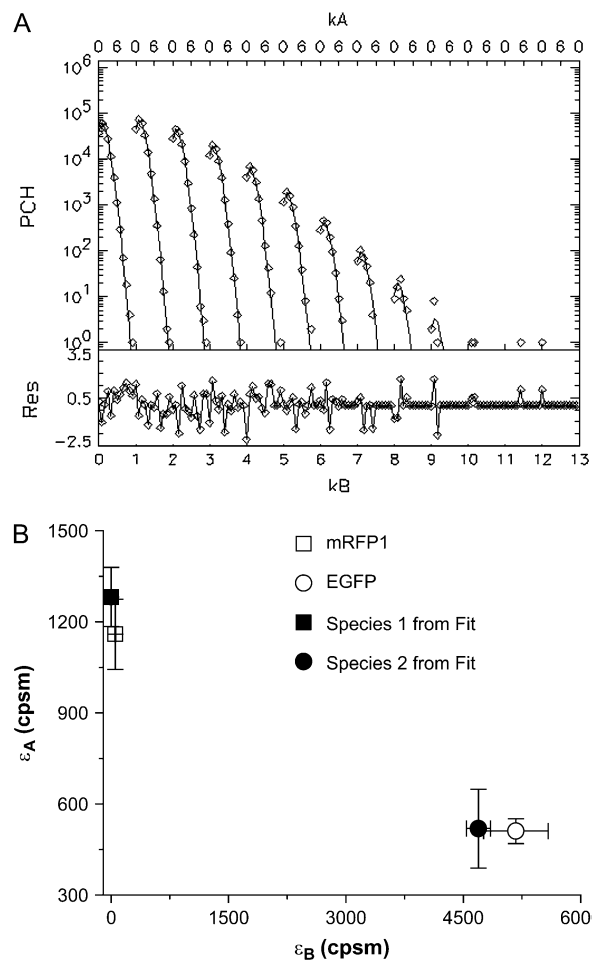 A
kA
0 6 0 6 0 6 0 6 0 6 0 6 0 6 0 6 0 6 0 6 0 6 0 6 0 6 0
10^6
10^5
10^4
10^3
10^2
10^1
10^0
PCH
3.5
0.5
−2.5
Res
0 1 2 3 4 5 6 7 8 9 10 11 12 13
kB
B
1500
1200
900
600
300
εA (cpsm)
mRFP1
EGFP
Species 1 from Fit
Species 2 from Fit
0 1500 3000 4500 600
εB (cpsm)